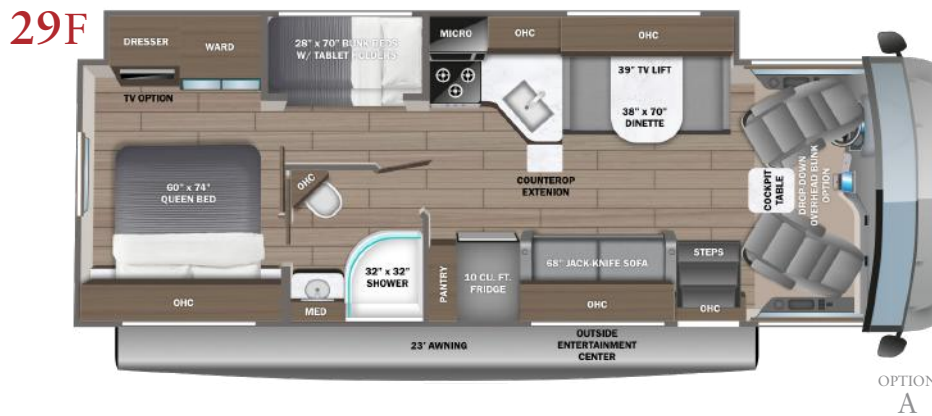 29F
DRESSER
WARD
TV OPTION
28" x 70" BUNK BEDS
W/ TABLET HOLDERS
MICRO
OHC
OHC
39" TV LIFT
38" x 70"
DINETTE
60" x 74"
QUEEN BED
OHC
COUNTEROP
EXTENION
COCKPIT
TABLE
DROP-DOWN
OVERHEAD BUNK
OPTION
OHC
MED
32" x 32"
SHOWER
PANTRY
10 CU. FT.
FRIDGE
68" JACK-KNIFE SOFA
OHC
STEPS
OHC
23' AWNING
OUTSIDE
ENTERTAINMENT
CENTER
OPTION
A